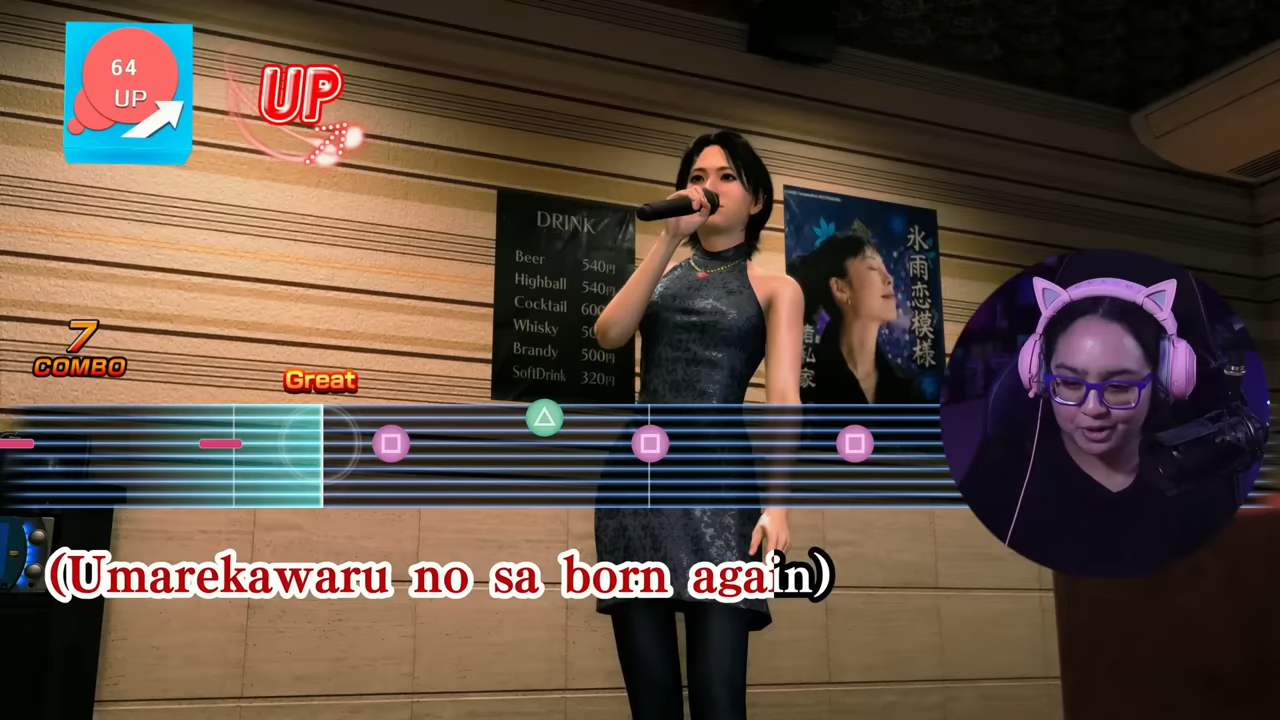 64
UP
UP
DRINK
Beer 540円
Highball 540円
Cocktail 600
Whisky 50
Brandy 500円
SoftDrink 320円
氷雨恋模様
7
COMBO
Great
(Umarekawaru no sa born again)